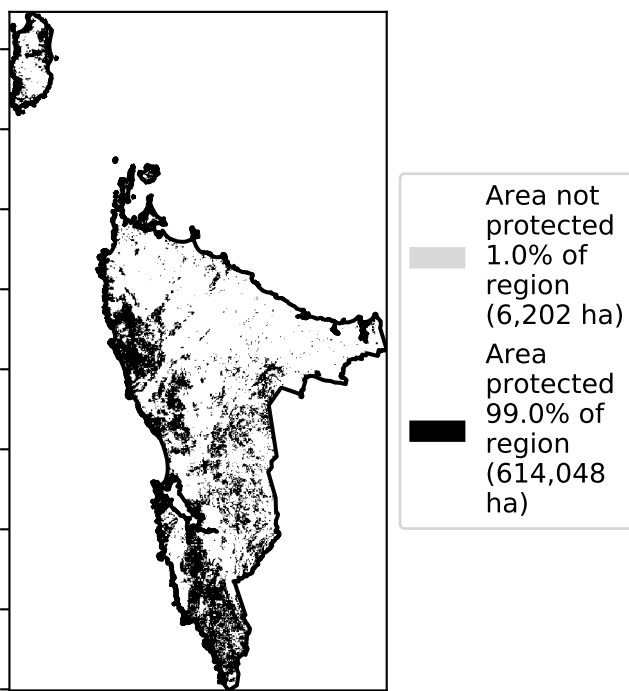 Area not
protected
1.0% of
region
(6,202 ha)
Area
protected
99.0% of
region
(614,048
ha)